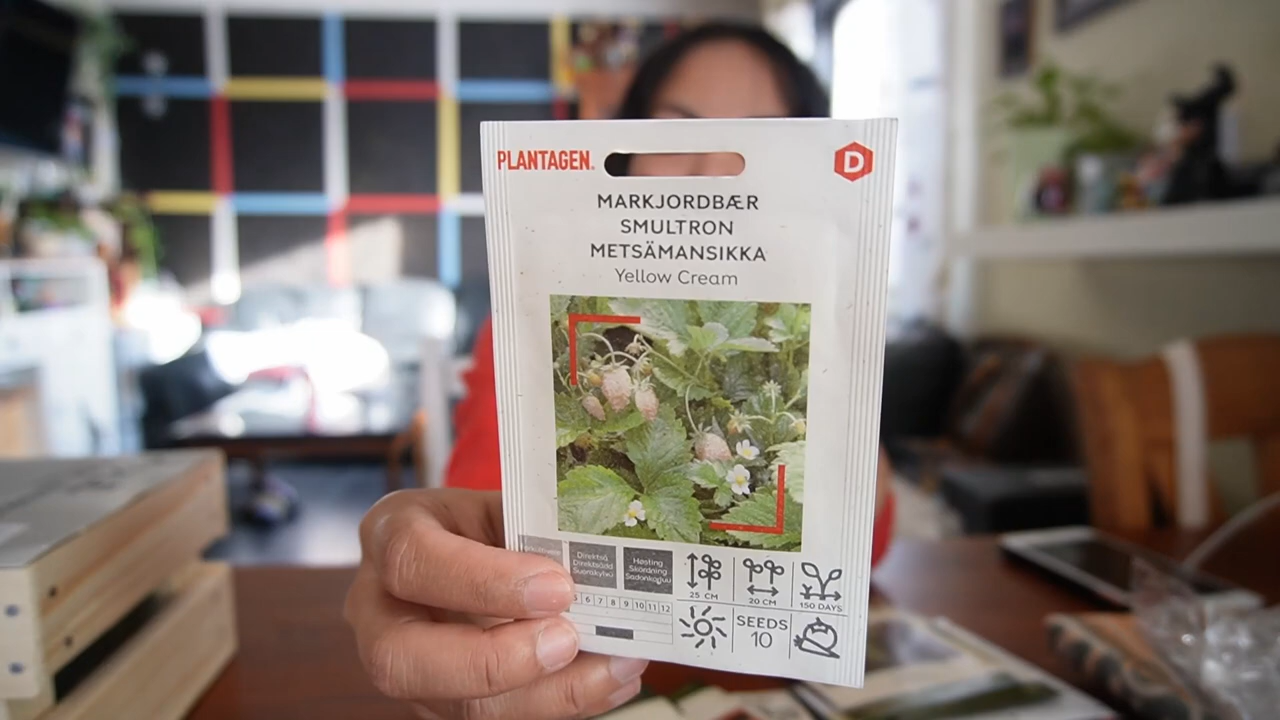 PLANTAGEN
D
MARKJORDBÆR
SMULTRON
METSÄMANSIKKA
Yellow Cream
Direktså
Direktsådd
Suorakylvö
Høsting
Skördning
Sadonkorjuu
25 CM
20 CM
150 DAYS
5 6 7 8 9 10 11 12
SEEDS
10